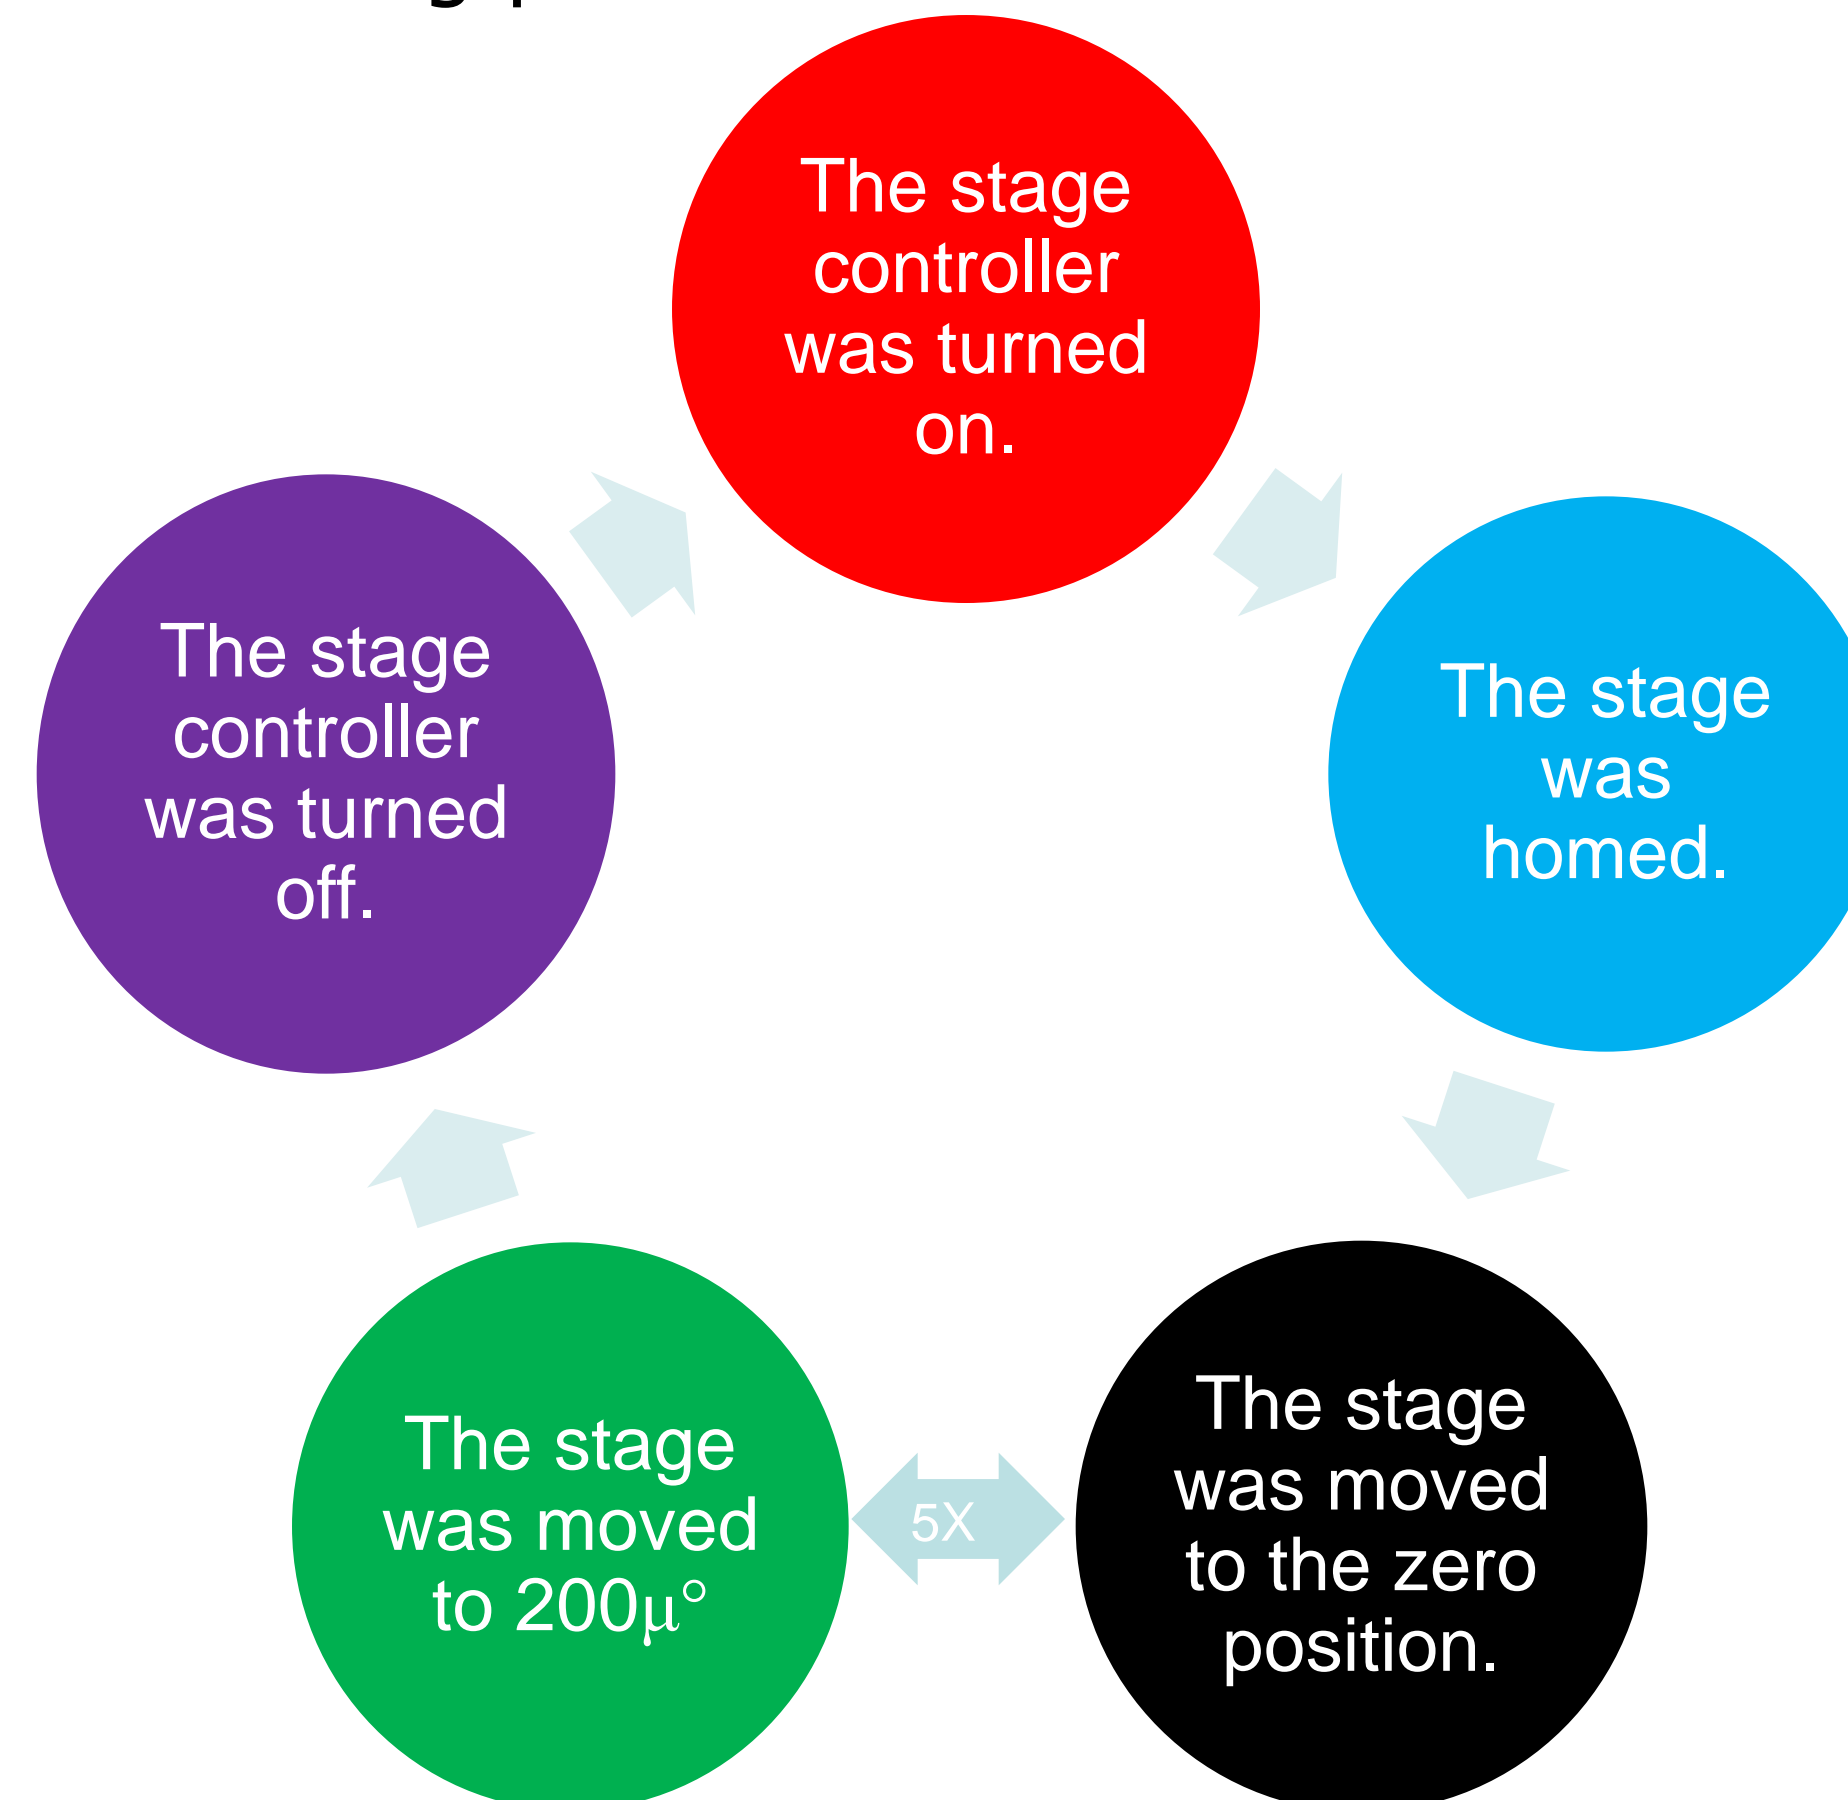 The stage
controller
was turned
on.
The stage
was
homed.
The stage
was moved
to the zero
position.
5X
The stage
was moved
to 200µ°
The stage
controller
was turned
off.